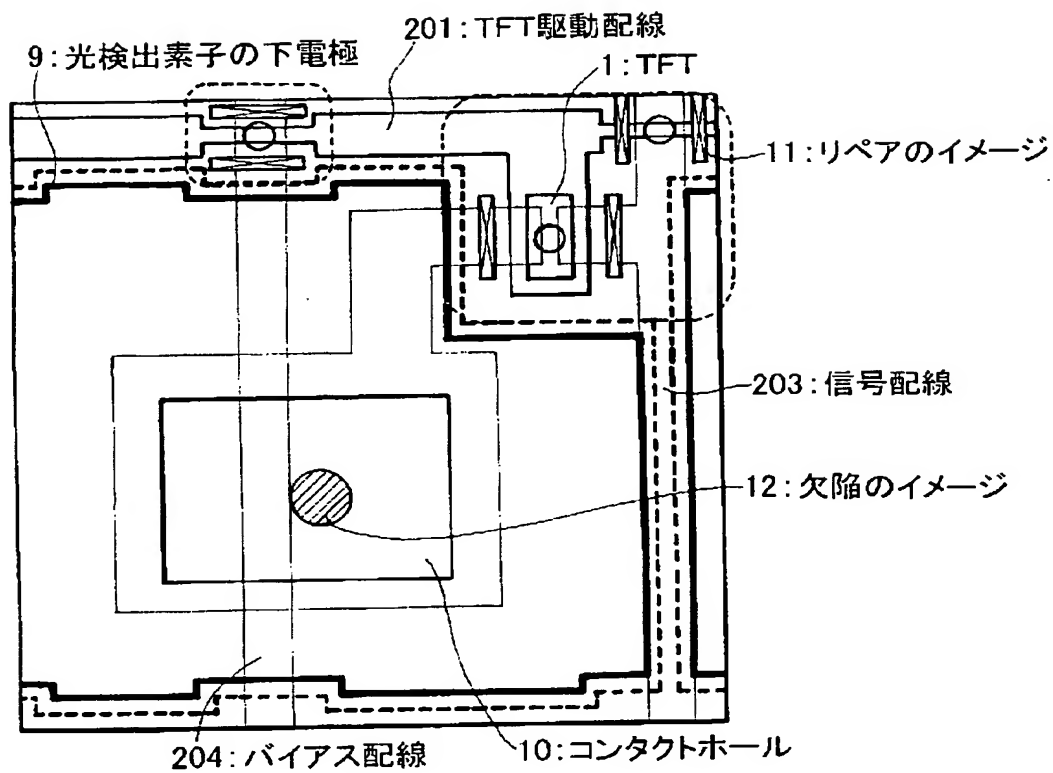 201:TFT駆動配線
9:光検出素子の下電極
1:TFT
11:リペアのイメージ
203:信号配線
12:欠陥のイメージ
204:バイアス配線
10:コンタクトホール